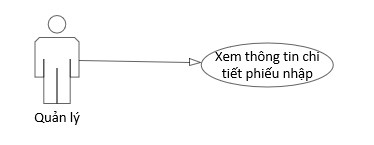 Xem thông tin chi
tiết phiếu nhập
Quản lý